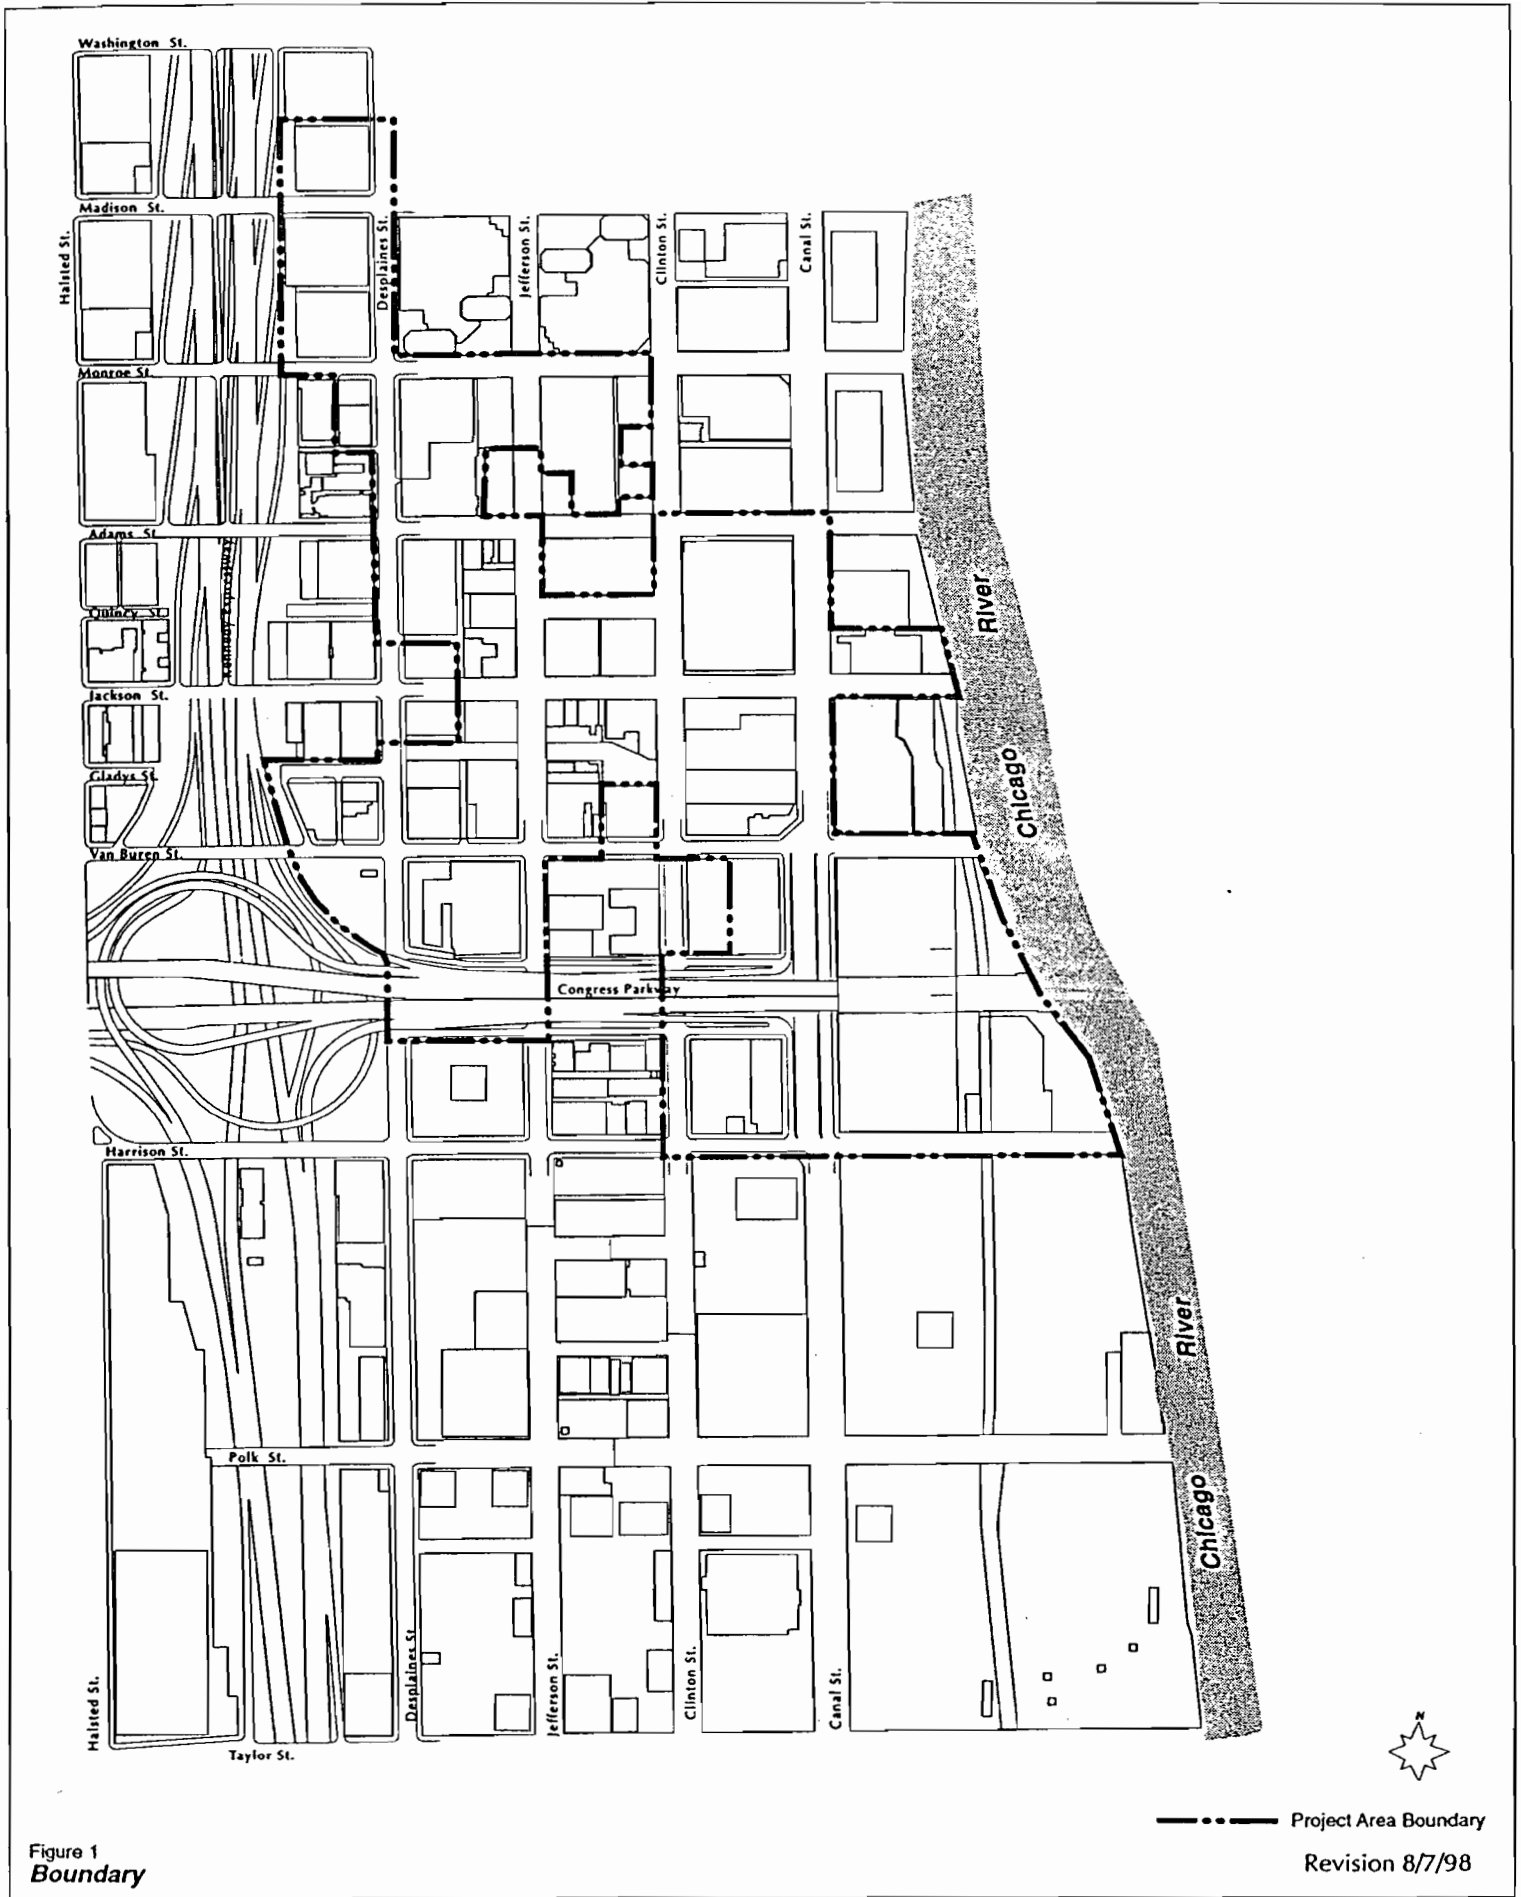 Washington St.
Madison St.
Halsted St.
Desplaines St.
Jefferson St.
Clinton St.
Canal St.
Monroe St.
Adams St.
Kennedy Expressway
Quincy St.
River
Jackson St.
Chicago
Gladys St.
Van Buren St.
Congress Parkway
Harrison St.
River
Polk St.
Chicago
Halsted St.
Desplaines St
Jefferson St.
Clinton St.
Canal St.
Taylor St.
N
Project Area Boundary
Figure 1
Boundary
Revision 8/7/98